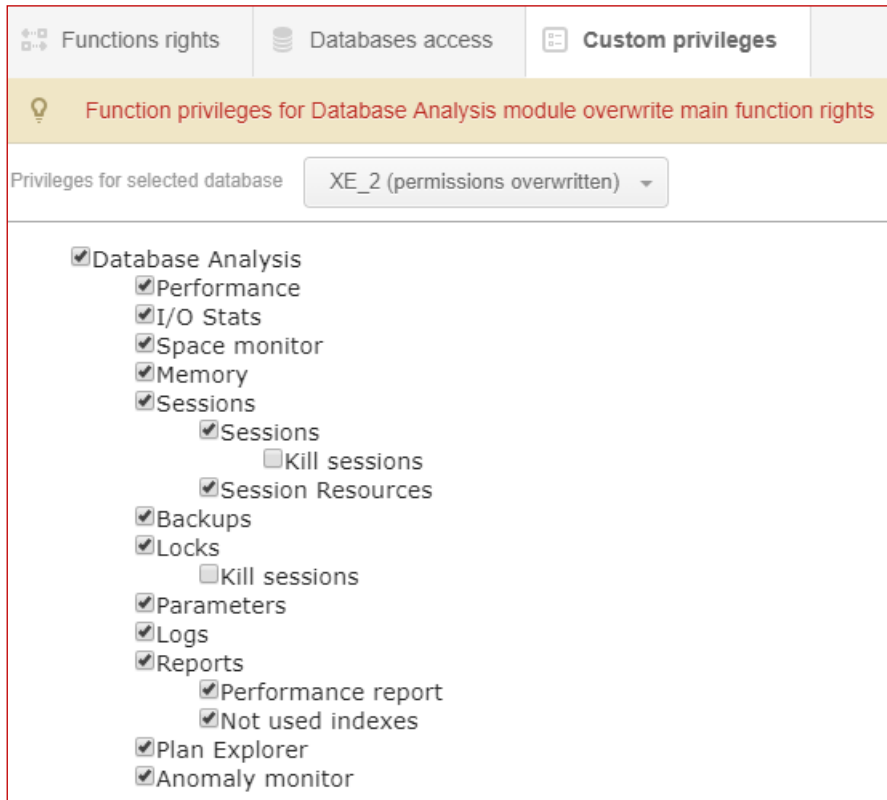 Functions rights Databases access Custom privileges
Function privileges for Database Analysis module overwrite main function rights
Privileges for selected database XE_2 (permissions overwritten)
Database Analysis
Performance
I/O Stats
Space monitor
Memory
Sessions
Sessions
Kill sessions
Session Resources
Backups
Locks
Kill sessions
Parameters
Logs
Reports
Performance report
Not used indexes
Plan Explorer
Anomaly monitor